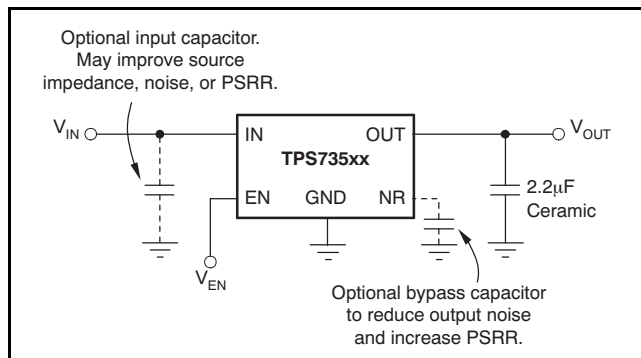 Optional input capacitor.
May improve source
impedance, noise, or PSRR.
VIN
IN
OUT
VOUT
TPS735xx
EN
GND
NR
2.2μF
Ceramic
VEN
Optional bypass capacitor
to reduce output noise
and increase PSRR.